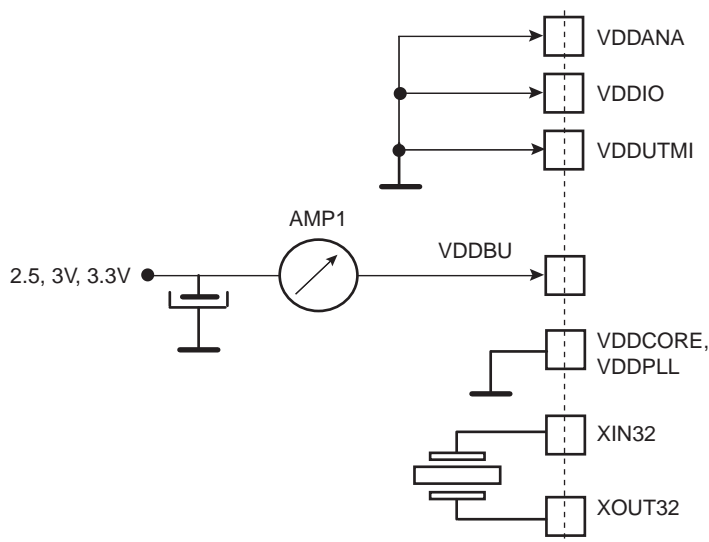 VDDANA
VDDIO
VDDUTMI
AMP1
VDDBU
2.5, 3V, 3.3V
VDDCORE,
VDDPLL
XIN32
XOUT32